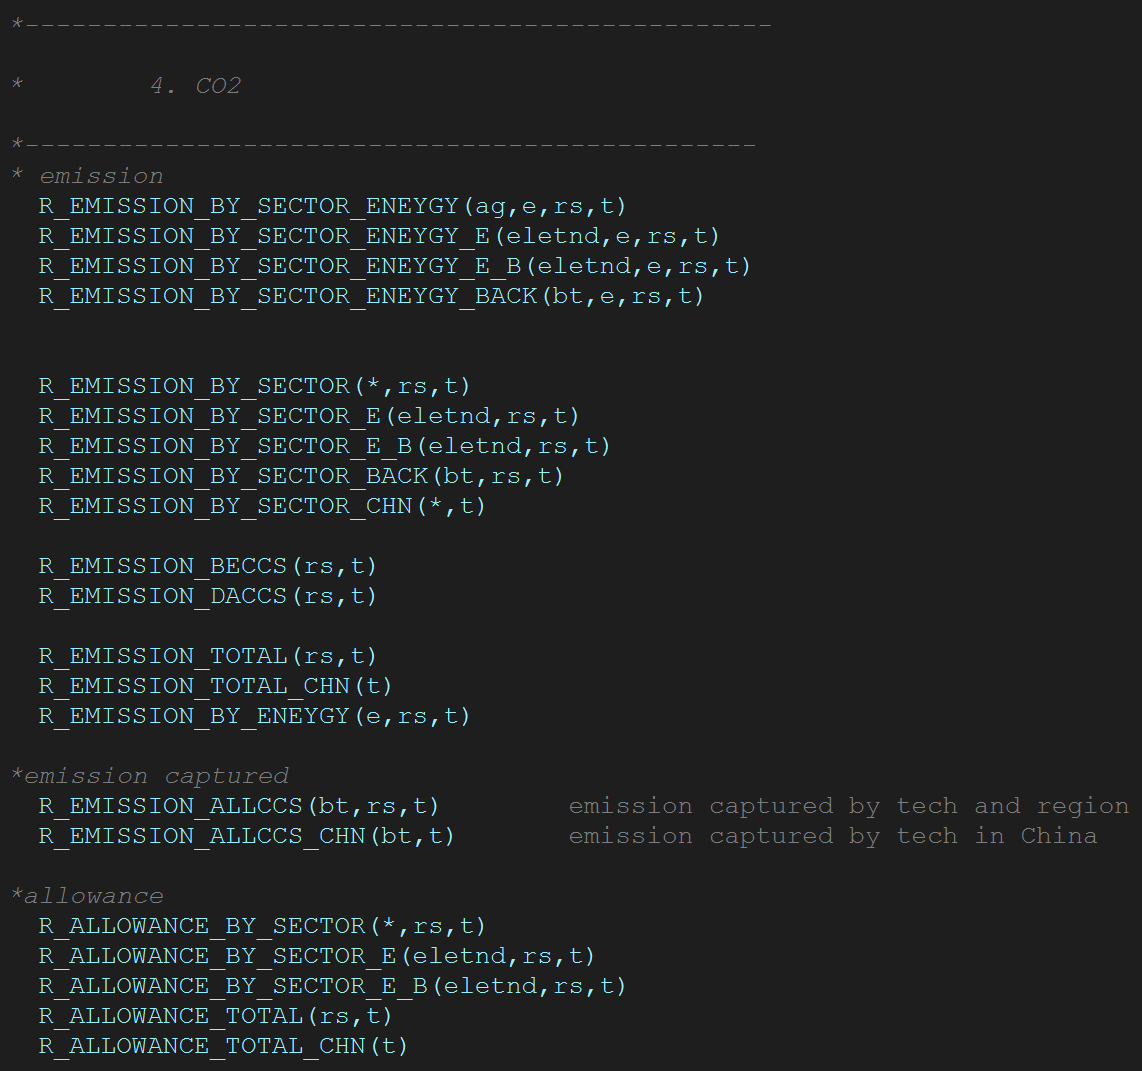 *------------------------------------------------
* 4. CO2
*-----------------------------------------------
* emission
R_EMISSION_BY_SECTOR_ENEYGY(ag,e,rs,t)
R_EMISSION_BY_SECTOR_ENEYGY_E(eletnd,e,rs,t)
R_EMISSION_BY_SECTOR_ENEYGY_E_B(eletnd,e,rs,t)
R_EMISSION_BY_SECTOR_ENEYGY_BACK(bt,e,rs,t)
R_EMISSION_BY_SECTOR(*,rs,t)
R_EMISSION_BY_SECTOR_E(eletnd,rs,t)
R_EMISSION_BY_SECTOR_E_B(eletnd,rs,t)
R_EMISSION_BY_SECTOR_BACK(bt,rs,t)
R_EMISSION_BY_SECTOR_CHN(*,t)
R_EMISSION_BECCS(rs,t)
R_EMISSION_DACCS(rs,t)
R_EMISSION_TOTAL(rs,t)
R_EMISSION_TOTAL_CHN(t)
R_EMISSION_BY_ENEYGY(e,rs,t)
*emission captured
R_EMISSION_ALLCCS(bt,rs,t) emission captured by tech and region
R_EMISSION_ALLCCS_CHN(bt,t) emission captured by tech in China
*allowance
R_ALLOWANCE_BY_SECTOR(*,rs,t)
R_ALLOWANCE_BY_SECTOR_E(eletnd,rs,t)
R_ALLOWANCE_BY_SECTOR_E_B(eletnd,rs,t)
R_ALLOWANCE_TOTAL(rs,t)
R_ALLOWANCE_TOTAL_CHN(t)